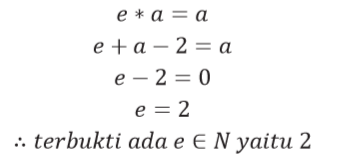 e * a = a
e + a − 2 = a
e − 2 = 0
e = 2
∴ terbukti ada e ∈ N yaitu 2